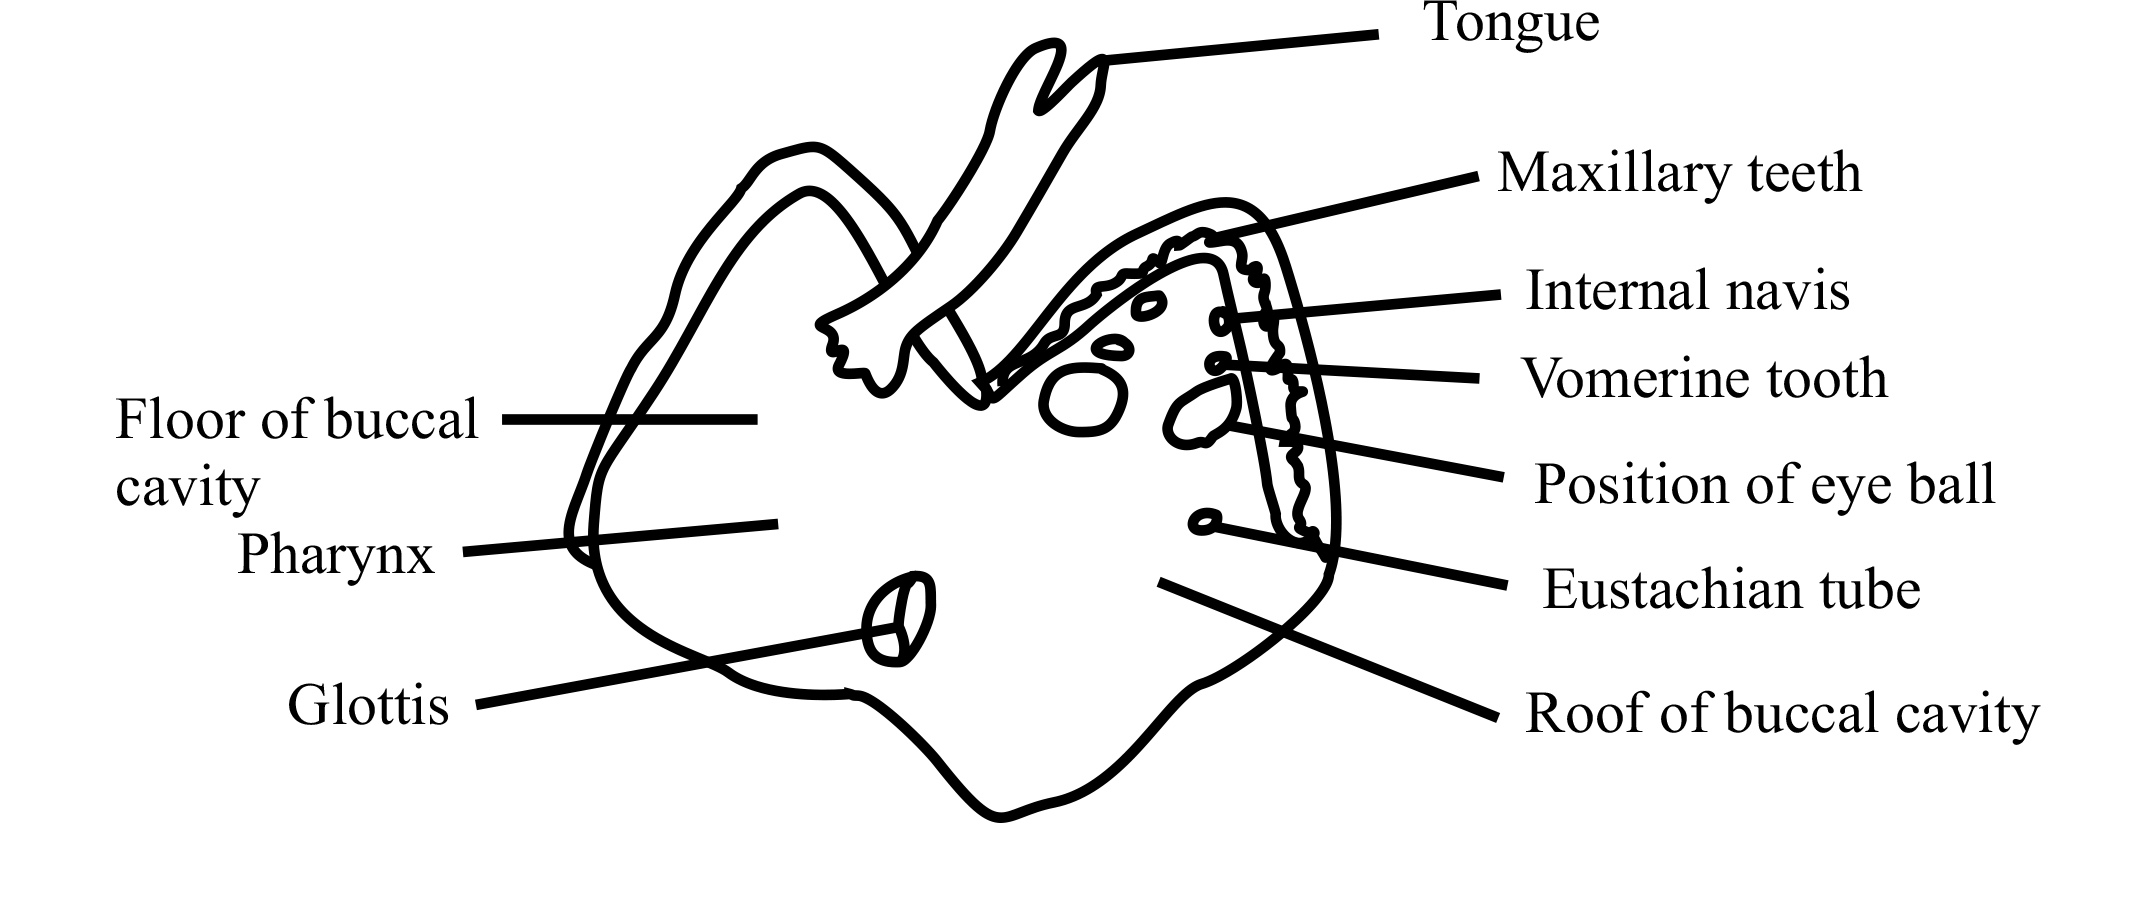 Tongue
Maxillary teeth
Internal navis
Vomerine tooth
Floor of buccal
cavity
Position of eye ball
Pharynx
Eustachian tube
Glottis
Roof of buccal cavity